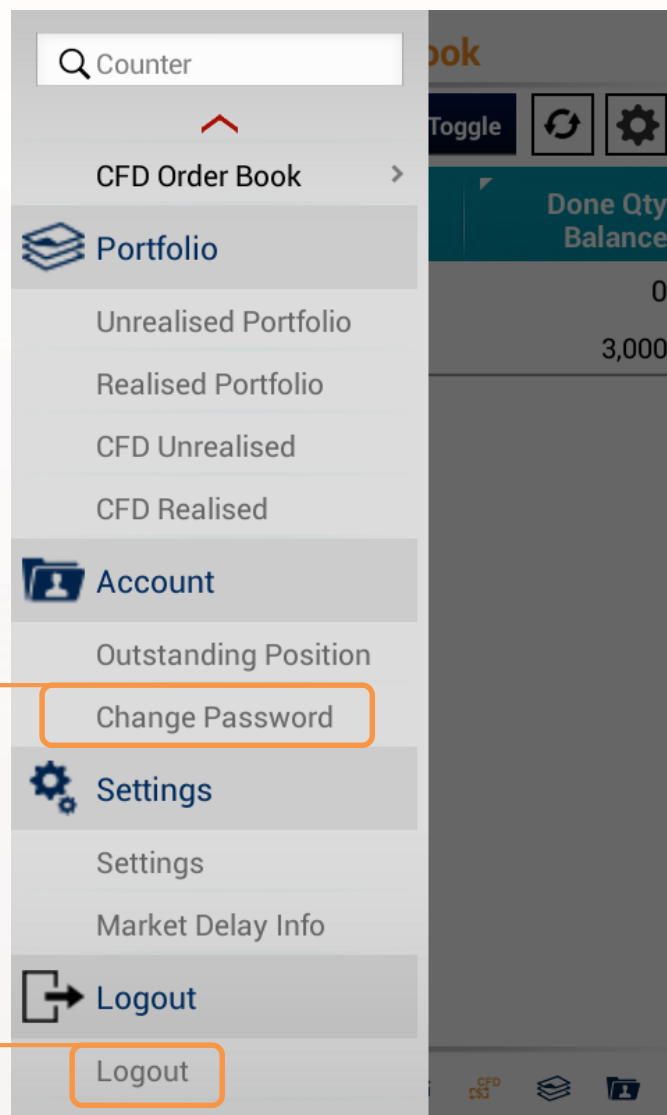 Counter
ook
Toggle
CFD Order Book
Done Qty
Balance
Portfolio
0
Unrealised Portfolio
3,000
Realised Portfolio
CFD Unrealised
CFD Realised
Account
Outstanding Position
Change Password
Settings
Settings
Market Delay Info
Logout
Logout
CFD